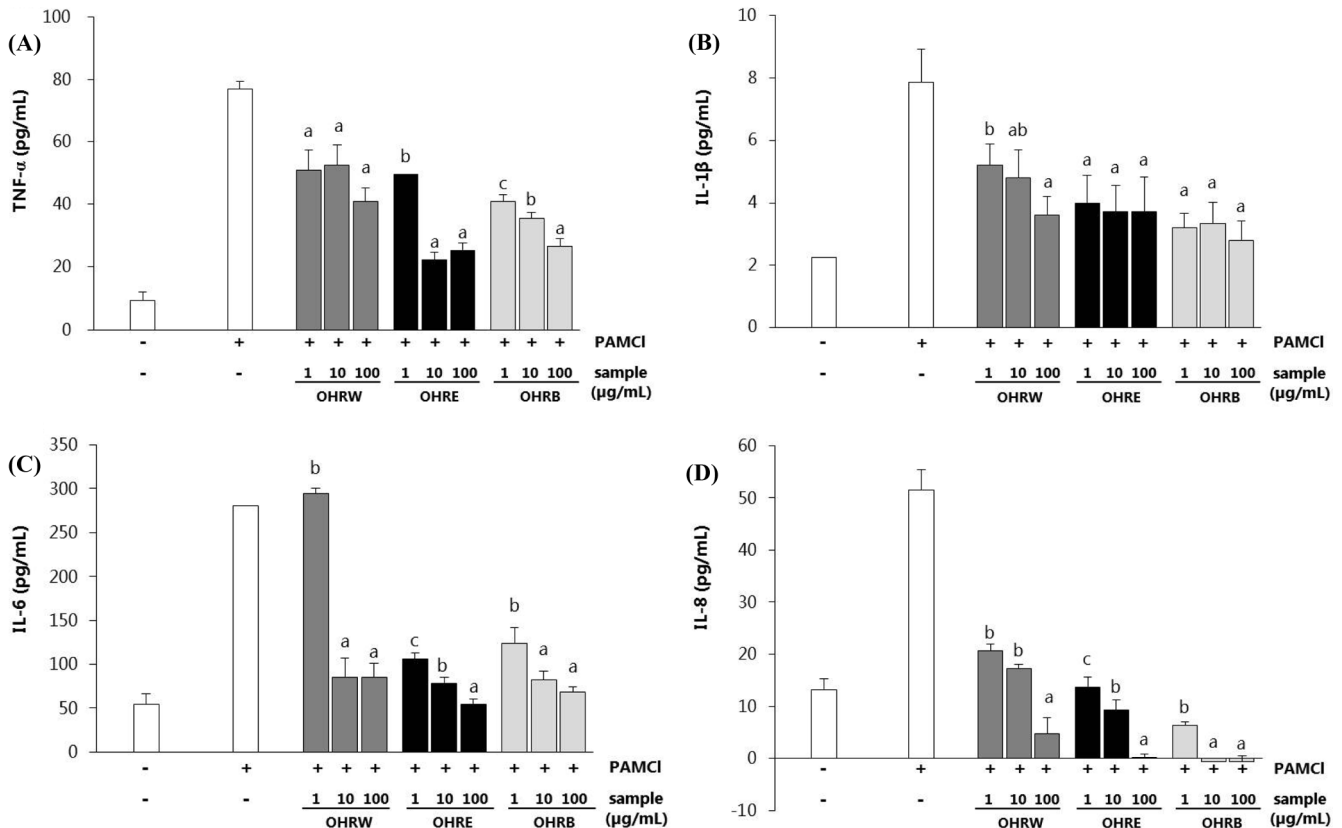 (A)
TNF-α (pg/mL)
100
80
60
40
20
0
a a a b a a c b a
- + + + + + + + + + + PAMCl
- - 1 10 100 1 10 100 1 10 100 sample
OHRW OHRE OHRB (μg/mL)
(B)
IL-1β (pg/mL)
10
8
6
4
2
0
b ab a a a a a a a
- + + + + + + + + + + PAMCl
- - 1 10 100 1 10 100 1 10 100 sample
OHRW OHRE OHRB (μg/mL)
(C)
IL-6 (pg/mL)
350
300
250
200
150
100
50
0
b a a c b a b a a
- + + + + + + + + + + PAMCl
- - 1 10 100 1 10 100 1 10 100 sample
OHRW OHRE OHRB (μg/mL)
(D)
IL-8 (pg/mL)
60
50
40
30
20
10
0
-10
b b a c b a b a a
- + + + + + + + + + + PAMCl
- - 1 10 100 1 10 100 1 10 100 sample
OHRW OHRE OHRB (μg/mL)